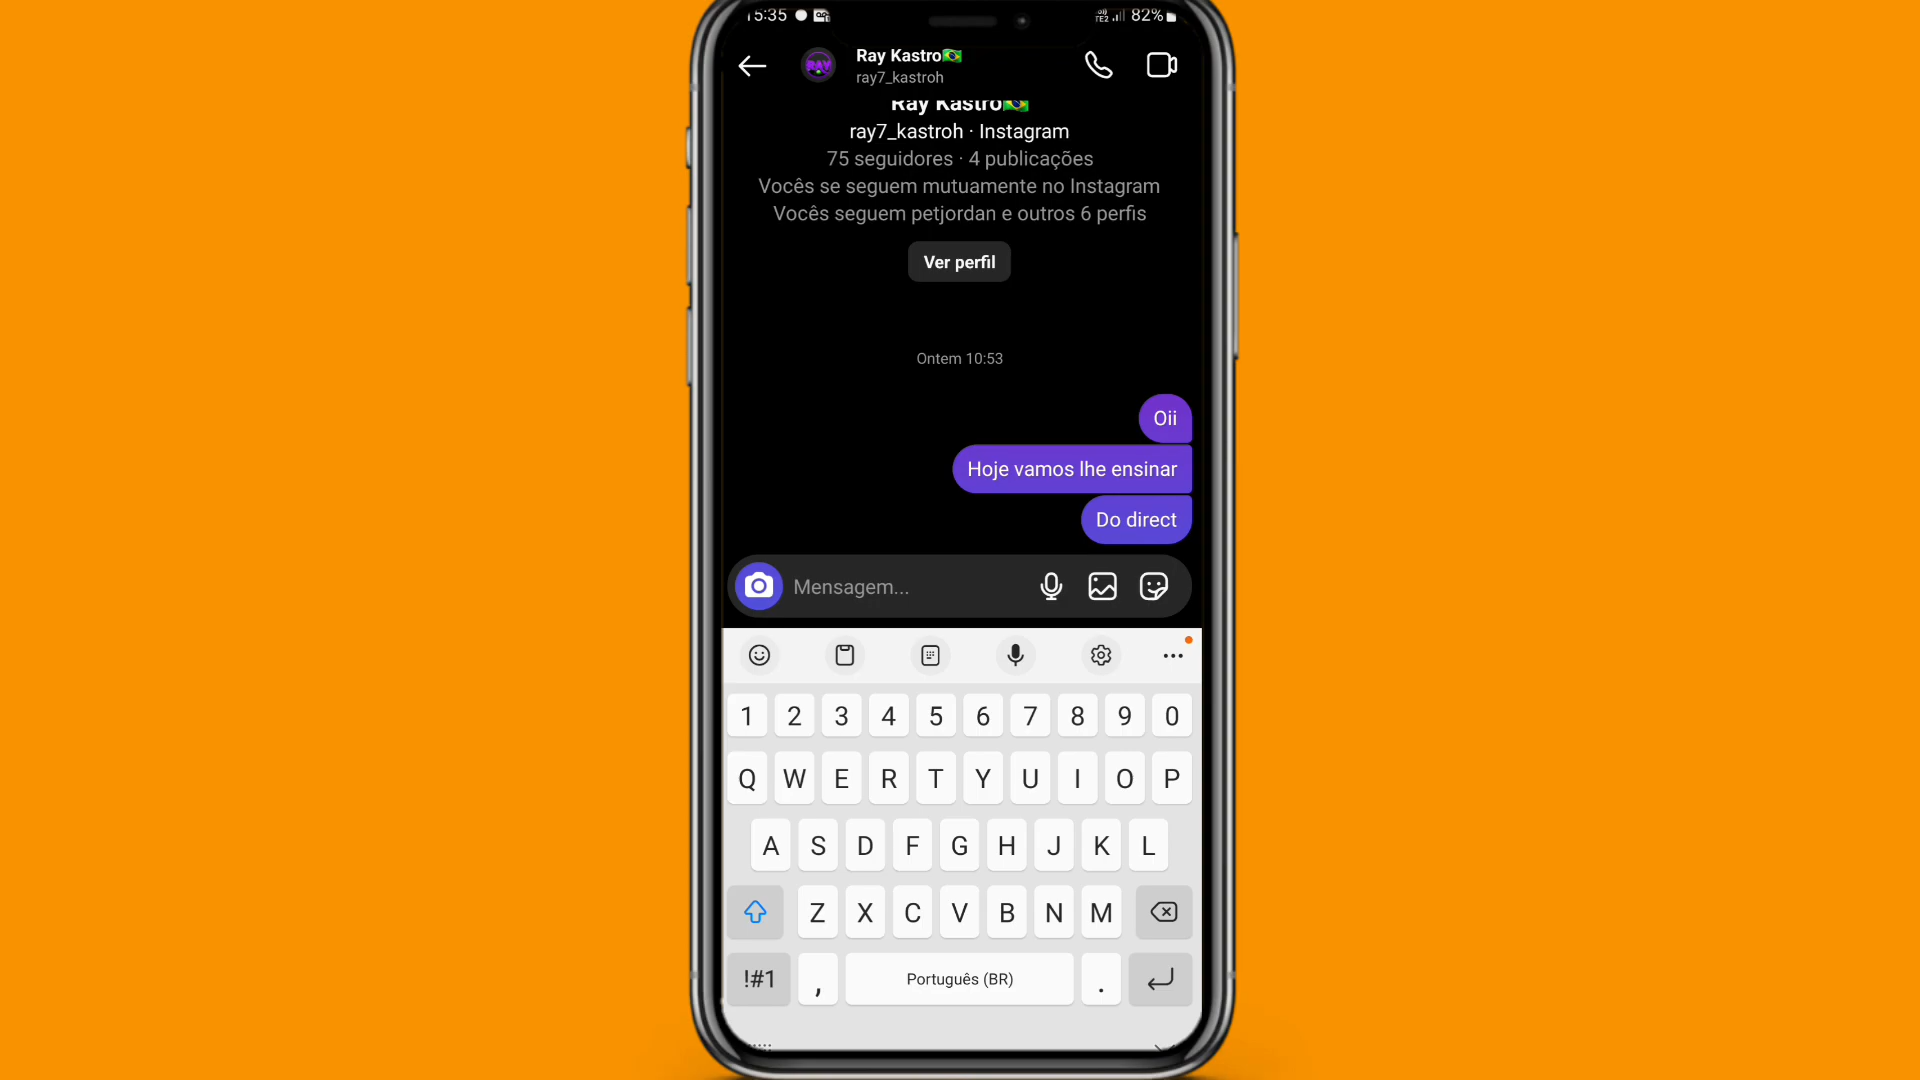 15:35 82%
Ray Kastro🇧🇷
ray7_kastroh
RAY
Ray Kastro🇧🇷
ray7_kastroh · Instagram
75 seguidores · 4 publicações
Vocês se seguem mutuamente no Instagram
Vocês seguem petjordan e outros 6 perfis
Ver perfil
Ontem 10:53
Oii
Hoje vamos lhe ensinar
Do direct
Mensagem...
1 2 3 4 5 6 7 8 9 0
Q W E R T Y U I O P
A S D F G H J K L
Z X C V B N M
!#1 , Português (BR) .